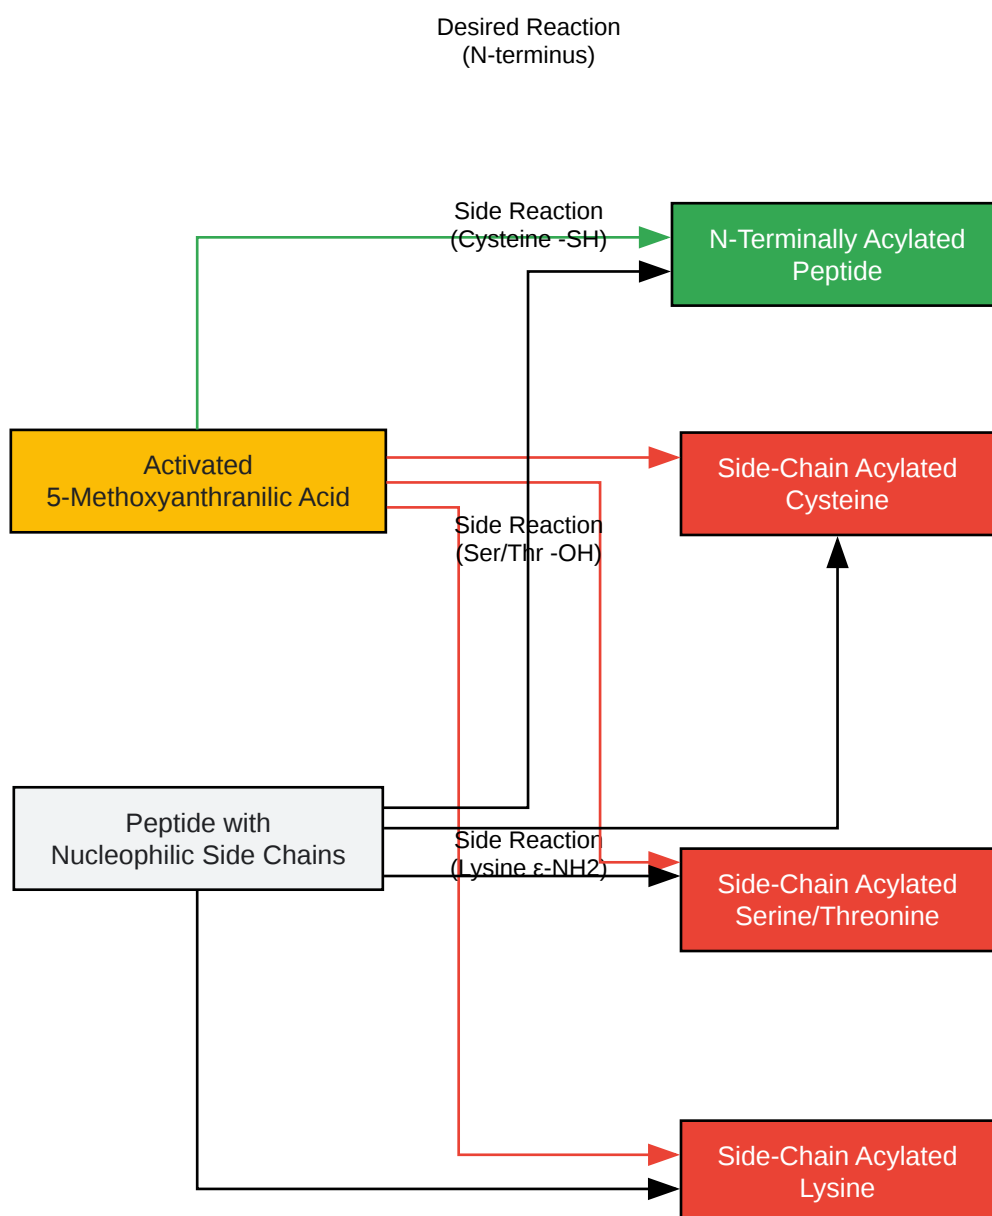 Desired Reaction
(N-terminus)
Side Reaction
(Cysteine -SH)
N-Terminally Acylated
Peptide
Activated
5-Methoxyanthranilic Acid
Side-Chain Acylated
Cysteine
Side Reaction
(Ser/Thr -OH)
Peptide with
Nucleophilic Side Chains
Side Reaction
(Lysine ε-NH2)
Side-Chain Acylated
Serine/Threonine
Side-Chain Acylated
Lysine